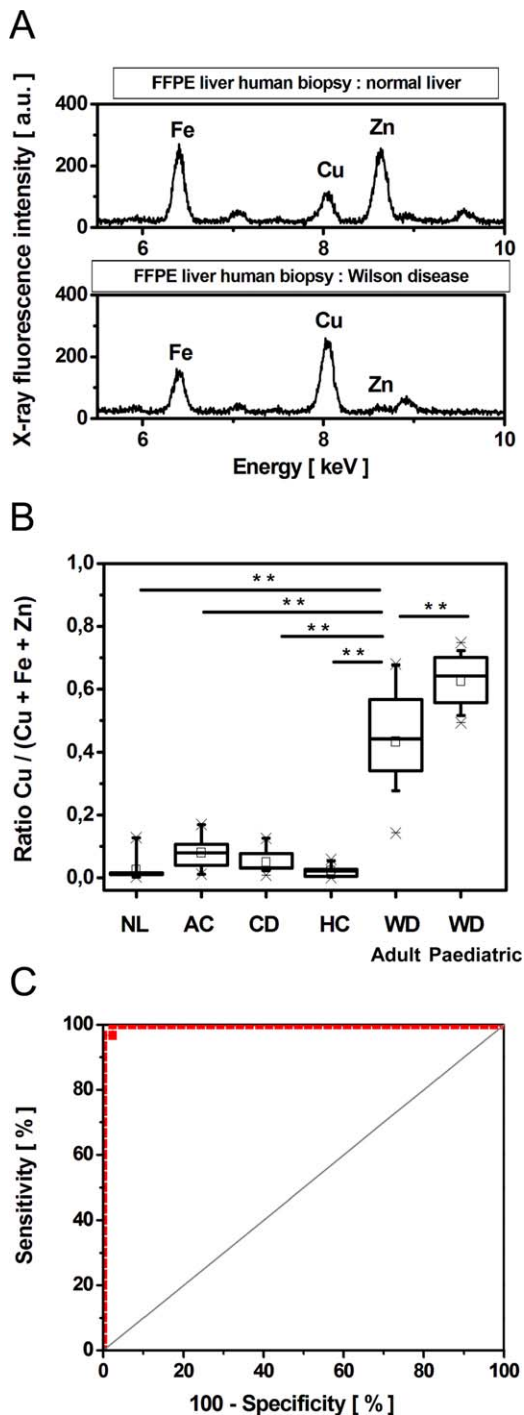 A
FFPE liver human biopsy : normal liver
X-ray fluorescence intensity [ a.u. ]
400
200
0
Fe
Cu
Zn
6
8
10
FFPE liver human biopsy : Wilson disease
400
200
0
Fe
Cu
Zn
6
8
10
Energy [ keV ]
B
Ratio Cu / (Cu + Fe + Zn)
1,0
0,8
0,6
0,4
0,2
0,0
* *
* *
* *
* *
* *
NL
AC
CD
HC
WD
WD
Adult
Paediatric
C
Sensitivity [ % ]
100
80
60
40
20
0
0
20
40
60
80
100
100 - Specificity [ % ]